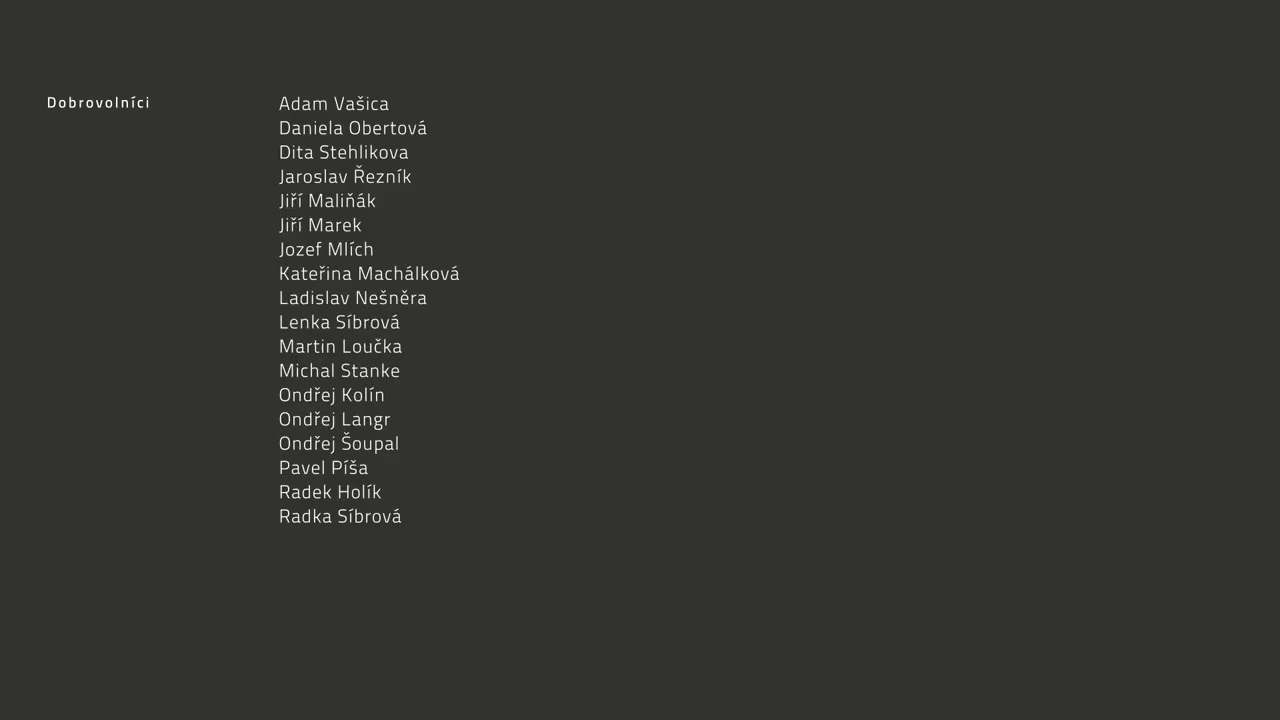 Dobrovolníci
Adam Vašica
Daniela Obertová
Dita Stehlikova
Jaroslav Řezník
Jiří Maliňák
Jiří Marek
Jozef Mlích
Kateřina Machálková
Ladislav Nešněra
Lenka Síbrová
Martin Loučka
Michal Stanke
Ondřej Kolín
Ondřej Langr
Ondřej Šoupal
Pavel Píša
Radek Holík
Radka Síbrová